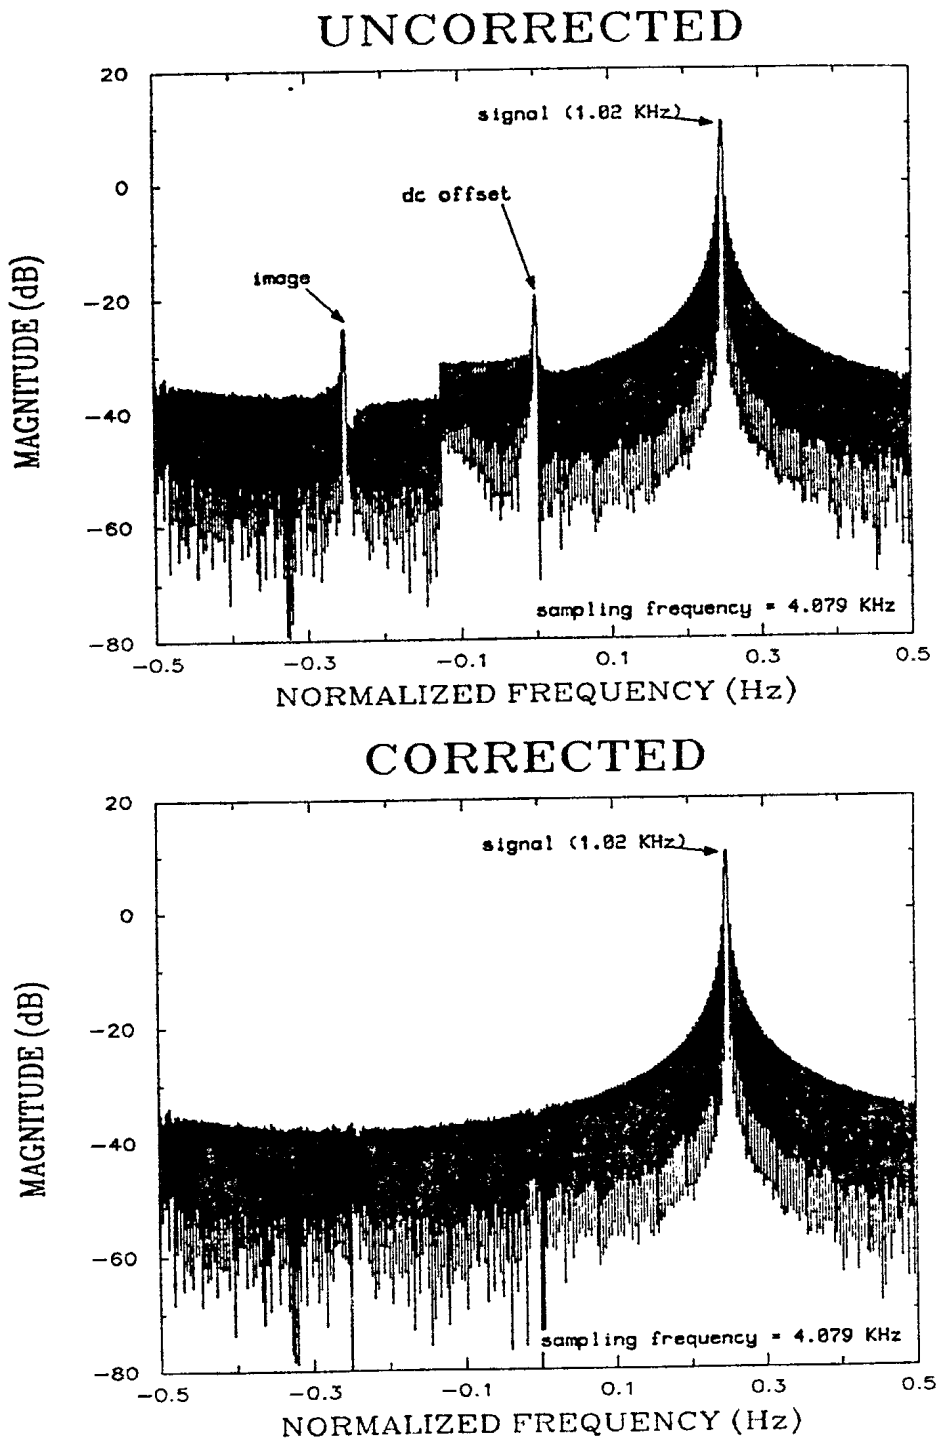 UNCORRECTED
20
0
-20
-40
-60
-80
MAGNITUDE (dB)
signal (1.02 KHz)
dc offset
image
sampling frequency = 4.079 KHz
-0.5
-0.3
-0.1
0.1
0.3
0.5
NORMALIZED FREQUENCY (Hz)
CORRECTED
20
0
-20
-40
-60
-80
MAGNITUDE (dB)
signal (1.02 KHz)
sampling frequency = 4.079 KHz
-0.5
-0.3
-0.1
0.1
0.3
0.5
NORMALIZED FREQUENCY (Hz)